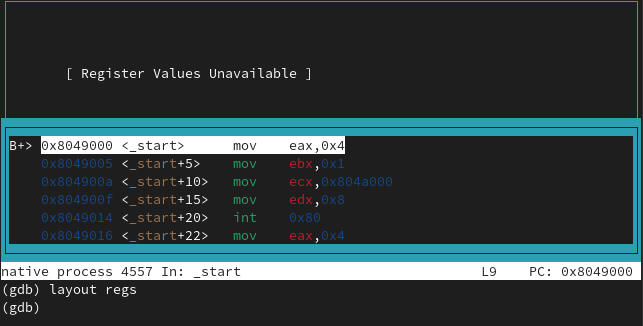 [ Register Values Unavailable ]
B+> 0x8049000 <_start> mov eax,0x4
0x8049005 <_start+5> mov ebx,0x1
0x804900a <_start+10> mov ecx,0x804a000
0x804900f <_start+15> mov edx,0x8
0x8049014 <_start+20> int 0x80
0x8049016 <_start+22> mov eax,0x4
native process 4557 In: _start L9 PC: 0x8049000
(gdb) layout regs
(gdb)